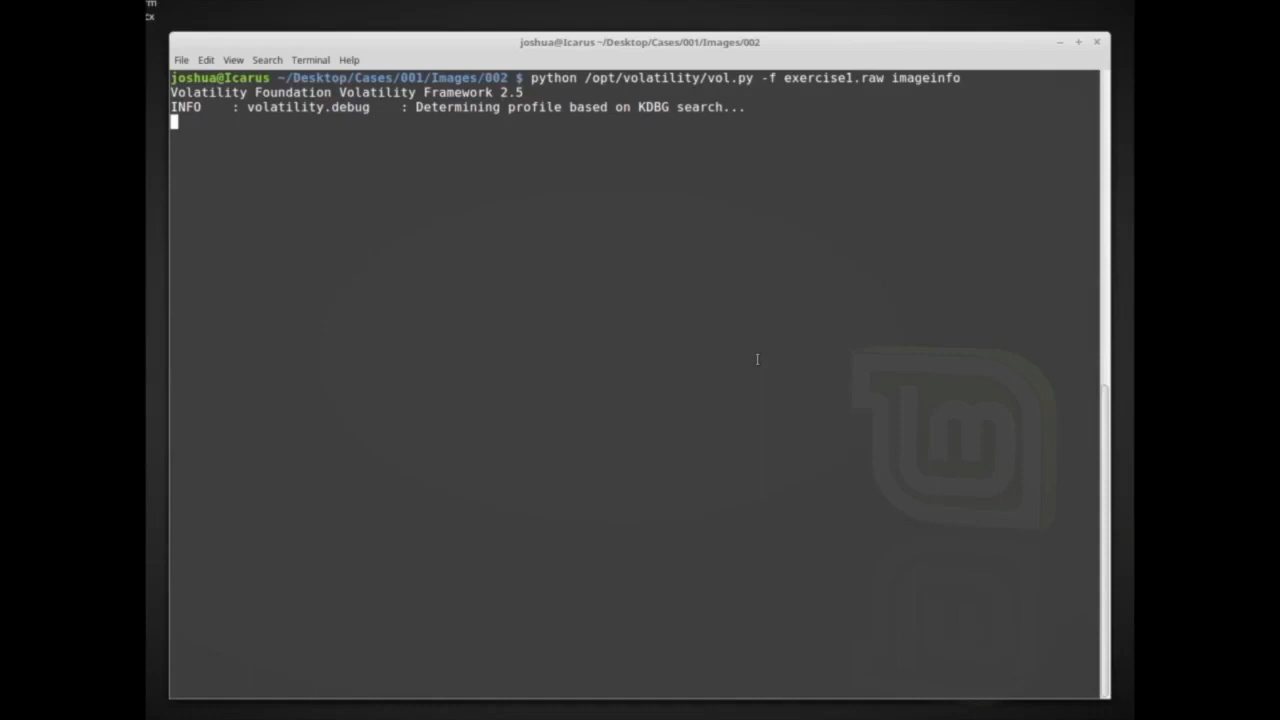 rm
cx
joshua@Icarus ~/Desktop/Cases/001/Images/002
File Edit View Search Terminal Help
joshua@Icarus ~/Desktop/Cases/001/Images/002 $ python /opt/volatility/vol.py -f exercise1.raw imageinfo
Volatility Foundation Volatility Framework 2.5
INFO    : volatility.debug    : Determining profile based on KDBG search...